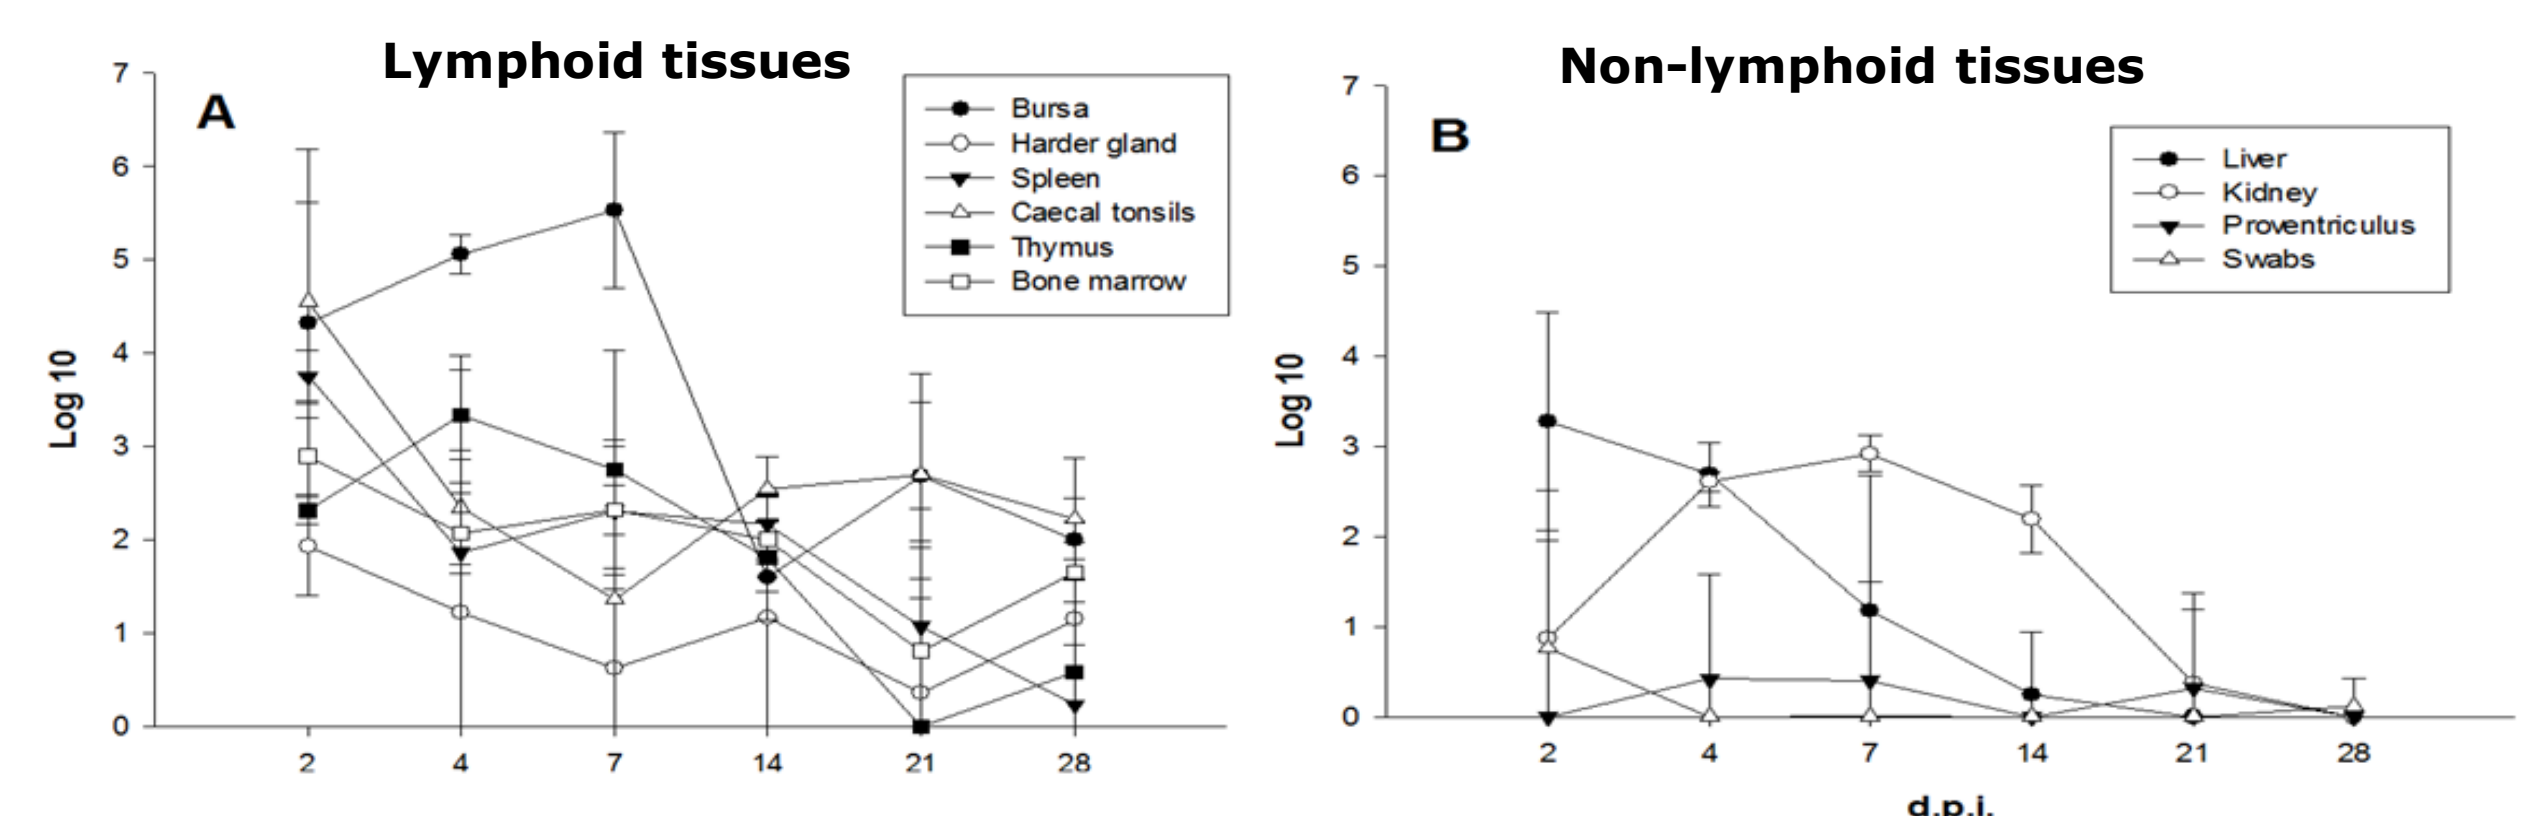 Lymphoid tissues
A
7
6
5
4
3
2
1
0
Log 10
Bursa
Harder gland
Spleen
Caecal tonsils
Thymus
Bone marrow
2 4 7 14 21 28
Non-lymphoid tissues
B
7
6
5
4
3
2
1
0
Log 10
Liver
Kidney
Proventriculus
Swabs
2 4 7 14 21 28
d.p.i.